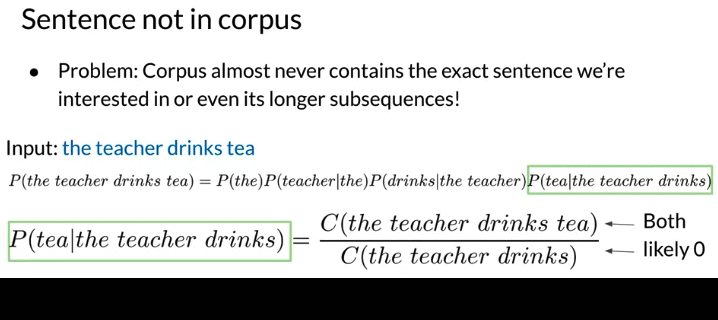 Sentence not in corpus
• Problem: Corpus almost never contains the exact sentence we're
interested in or even its longer subsequences!
Input: the teacher drinks tea
P(the teacher drinks tea) = P(the)P(teacher|the)P(drinks|the teacher)P(tea|the teacher drinks)
C(the teacher drinks tea) ← Both
P(tea|the teacher drinks) =
C(the teacher drinks) ← likely 0